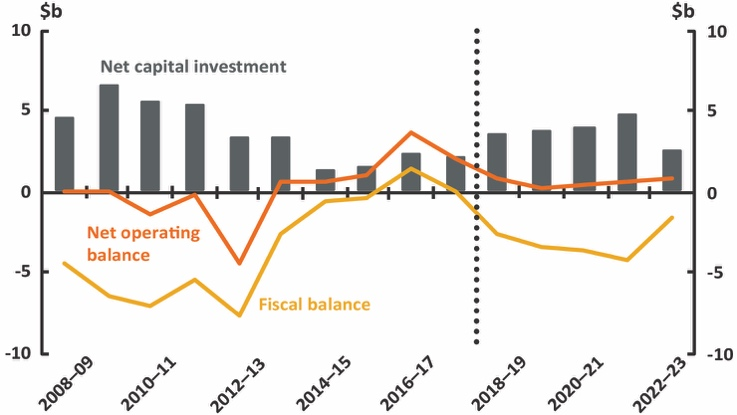 $b $b
10 10
Net capital investment
5 5
0 0
Net operating
balance
-5 -5
Fiscal balance
-10 -10
2008–09 2010–11 2012–13 2014–15 2016–17 2018–19 2020–21 2022–23